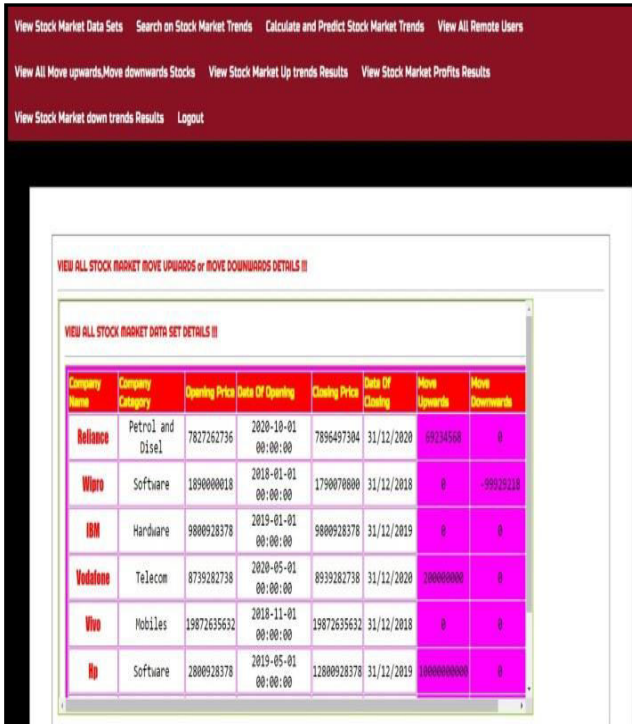 View Stock Market Data Sets Search on Stock Market Trends Calculate and Predict Stock Market Trends View All Remote Users
View All Move upwards,Move downwards Stocks View Stock Market Up trends Results View Stock Market Profits Results
View Stock Market down trends Results Logout
VIEW ALL STOCK MARKET MOVE UPWARDS or MOVE DOWNWARDS DETAILS !!!
VIEW ALL STOCK MARKET DATA SET DETAILS !!!
Company Name Company Catagory Opening Price Date Of Opening Closing Price Date Of Closing Move Upwards Move Downwards
Reliance Petrol and Disel 7827262736 2020-10-01 00:00:00 7896497304 31/12/2020 69234568 0
Wipro Software 1890000018 2018-01-01 00:00:00 1790070800 31/12/2018 0 -99929218
IBM Hardware 9800928378 2019-01-01 00:00:00 9800928378 31/12/2019 0 0
Vodafone Telecom 8739282738 2020-05-01 00:00:00 8939282738 31/12/2020 200000000 0
Vivo Mobiles 19872635632 2018-11-01 00:00:00 19872635632 31/12/2018 0 0
Hp Software 2800928378 2019-05-01 00:00:00 12800928378 31/12/2019 10000000000 0